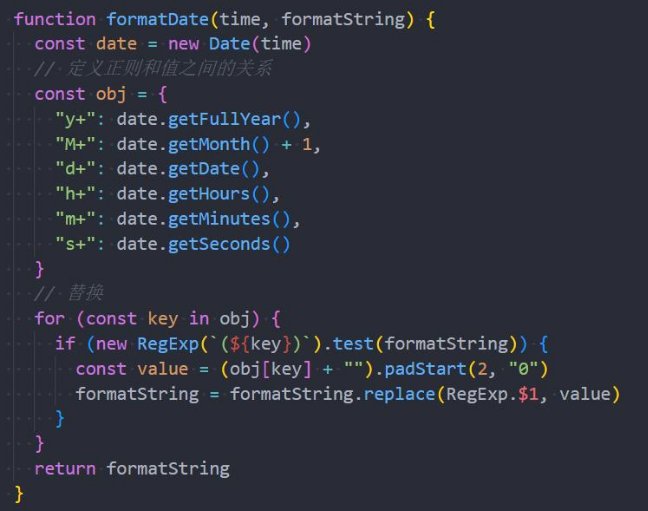 function formatDate(time, formatString) {
  const date = new Date(time)
  // 定义正则和值之间的关系
  const obj = {
    "y+": date.getFullYear(),
    "M+": date.getMonth() + 1,
    "d+": date.getDate(),
    "h+": date.getHours(),
    "m+": date.getMinutes(),
    "s+": date.getSeconds()
  }
  // 替换
  for (const key in obj) {
    if (new RegExp(`(${key})`).test(formatString)) {
      const value = (obj[key] + "").padStart(2, "0")
      formatString = formatString.replace(RegExp.$1, value)
    }
  }
  return formatString
}